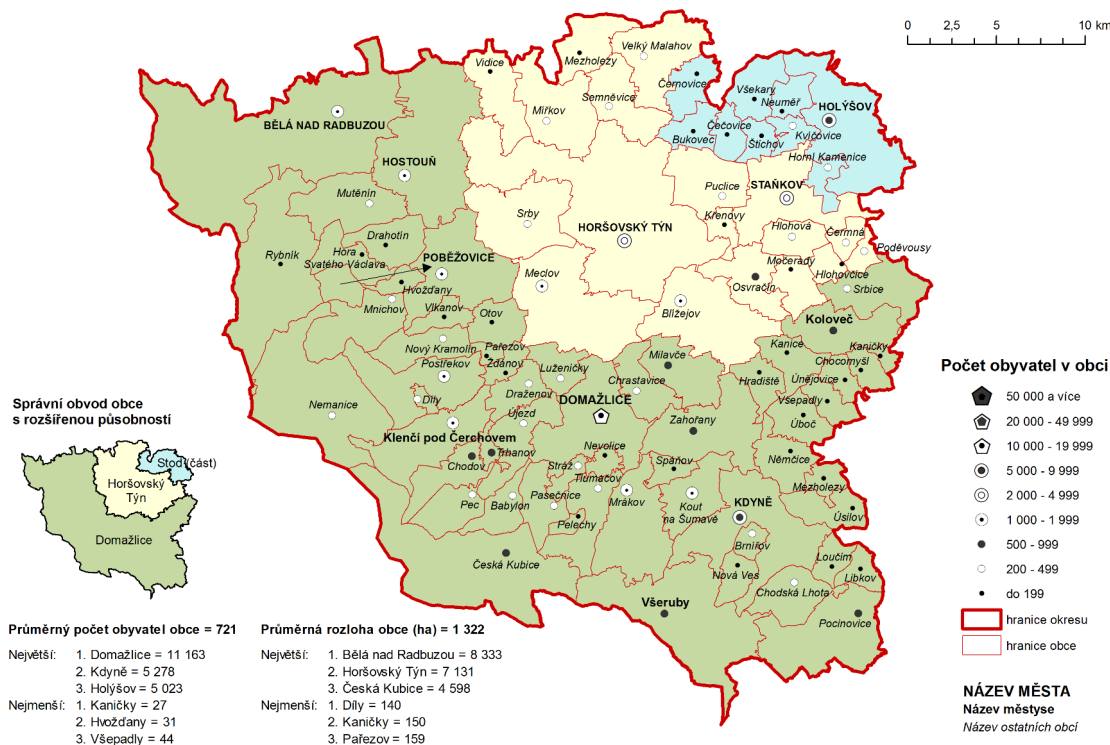 0 2,5 5 10 km
Velký Malahov
Mezholezy
Vidice
Černovice
Semněvice
Všekary
Neuměř
HOLÝŠOV
Mířkov
BĚLÁ NAD RADBUZOU
Čečovice
Bukovec
Štichov
Kvíčovice
HOSTOUŇ
Horní Kamenice
Mutěnín
Puclice
STAŇKOV
Srby
Křenovy
HORŠOVSKÝ TÝN
Hlohová
Čermná
Poděvousy
Drahotín
Rybník
Hora
Svatého Václava
POBĚŽOVICE
Močerady
Hlohovčice
Osvračín
Srbice
Hvožďany
Meclov
Mnichov
Vlkanov
Otov
Blížejov
Koloveč
Nový Kramolín
Pařezov
Ždánov
Milavče
Kanice
Kaničky
Chocomyšl
Postřekov
Luženičky
Draženov
Chrastavice
Hradiště
Únějovice
Díly
DOMAŽLICE
Všepadly
Nemanice
Újezd
Zahořany
Úboč
Klenčí pod Čerchovem
Trhanov
Chodov
Nevolice
Stráž
Tlumačov
Spáňov
Němčice
Mezholezy
Pec
Babylon
Pasečnice
Mrákov
Kout
na Šumavě
KDYNĚ
Úsilov
Pelechy
Brnířov
Česká Kubice
Loučim
Nová Ves
Libkov
Chodská Lhota
Všeruby
Pocinovice
Správní obvod obce
s rozšířenou působností
Stod (část)
Horšovský
Týn
Domažlice
Počet obyvatel v obci
50 000 a více
20 000 - 49 999
10 000 - 19 999
5 000 - 9 999
2 000 - 4 999
1 000 - 1 999
500 - 999
200 - 499
do 199
hranice okresu
hranice obce
NÁZEV MĚSTA
Název městyse
Název ostatních obcí
Průměrný počet obyvatel obce = 721
Největší: 1. Domažlice = 11 163
2. Kdyně = 5 278
3. Holýšov = 5 023
Nejmenší: 1. Kaničky = 27
2. Hvožďany = 31
3. Všepadly = 44
Průměrná rozloha obce (ha) = 1 322
Největší: 1. Bělá nad Radbuzou = 8 333
2. Horšovský Týn = 7 131
3. Česká Kubice = 4 598
Nejmenší: 1. Díly = 140
2. Kaničky = 150
3. Pařezov = 159